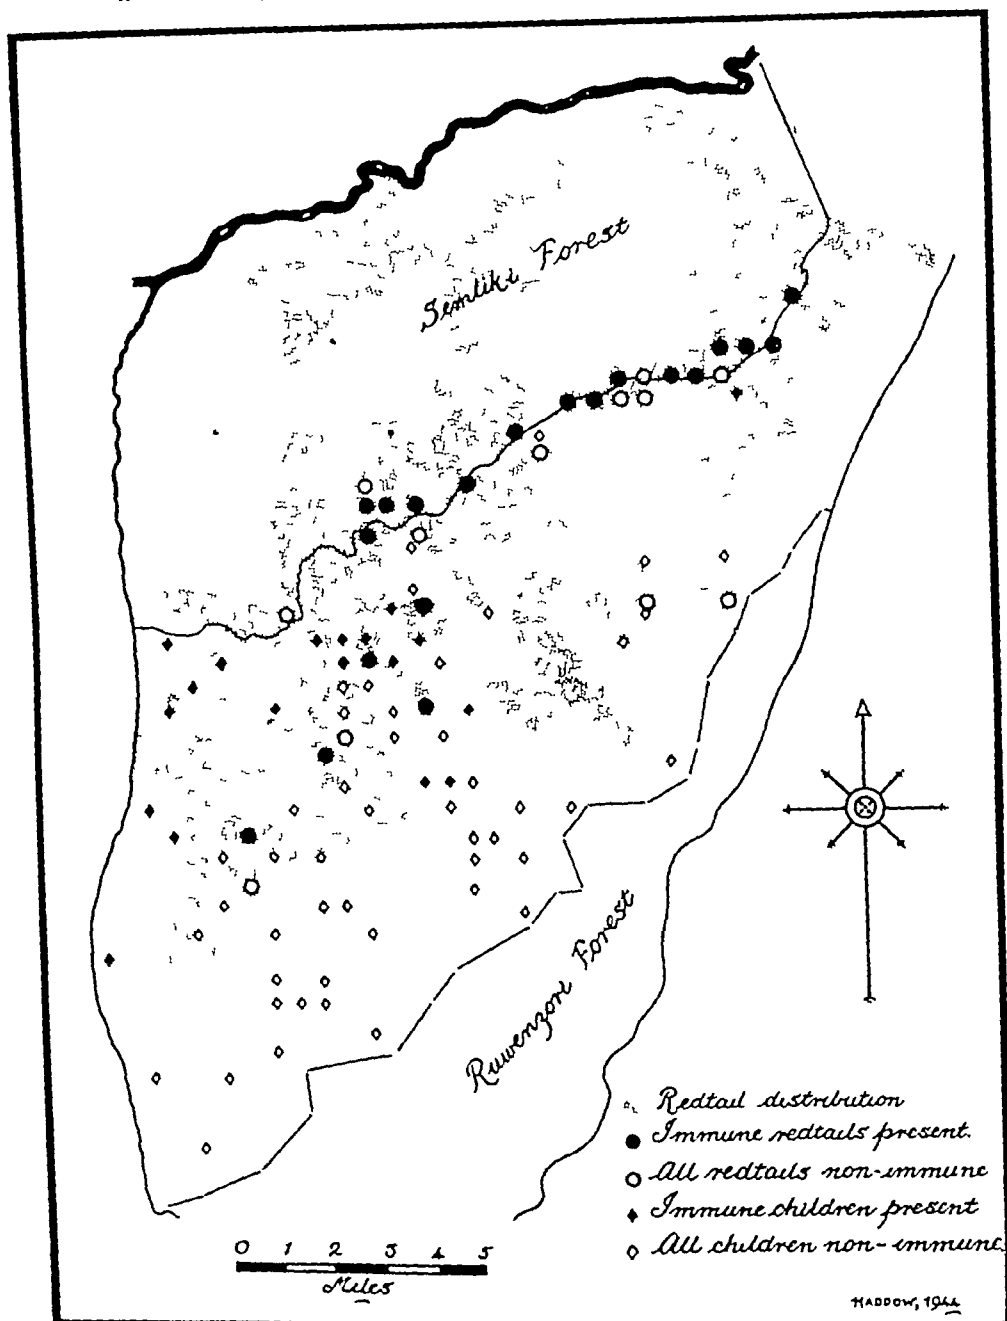 Semliki Forest
Ruwenzori Forest
Redtail distribution
Immune redtails present.
All redtails non-immune
Immune children present
All children non-immune.
0 1 2 3 4 5
Miles
HADDOW, 1944